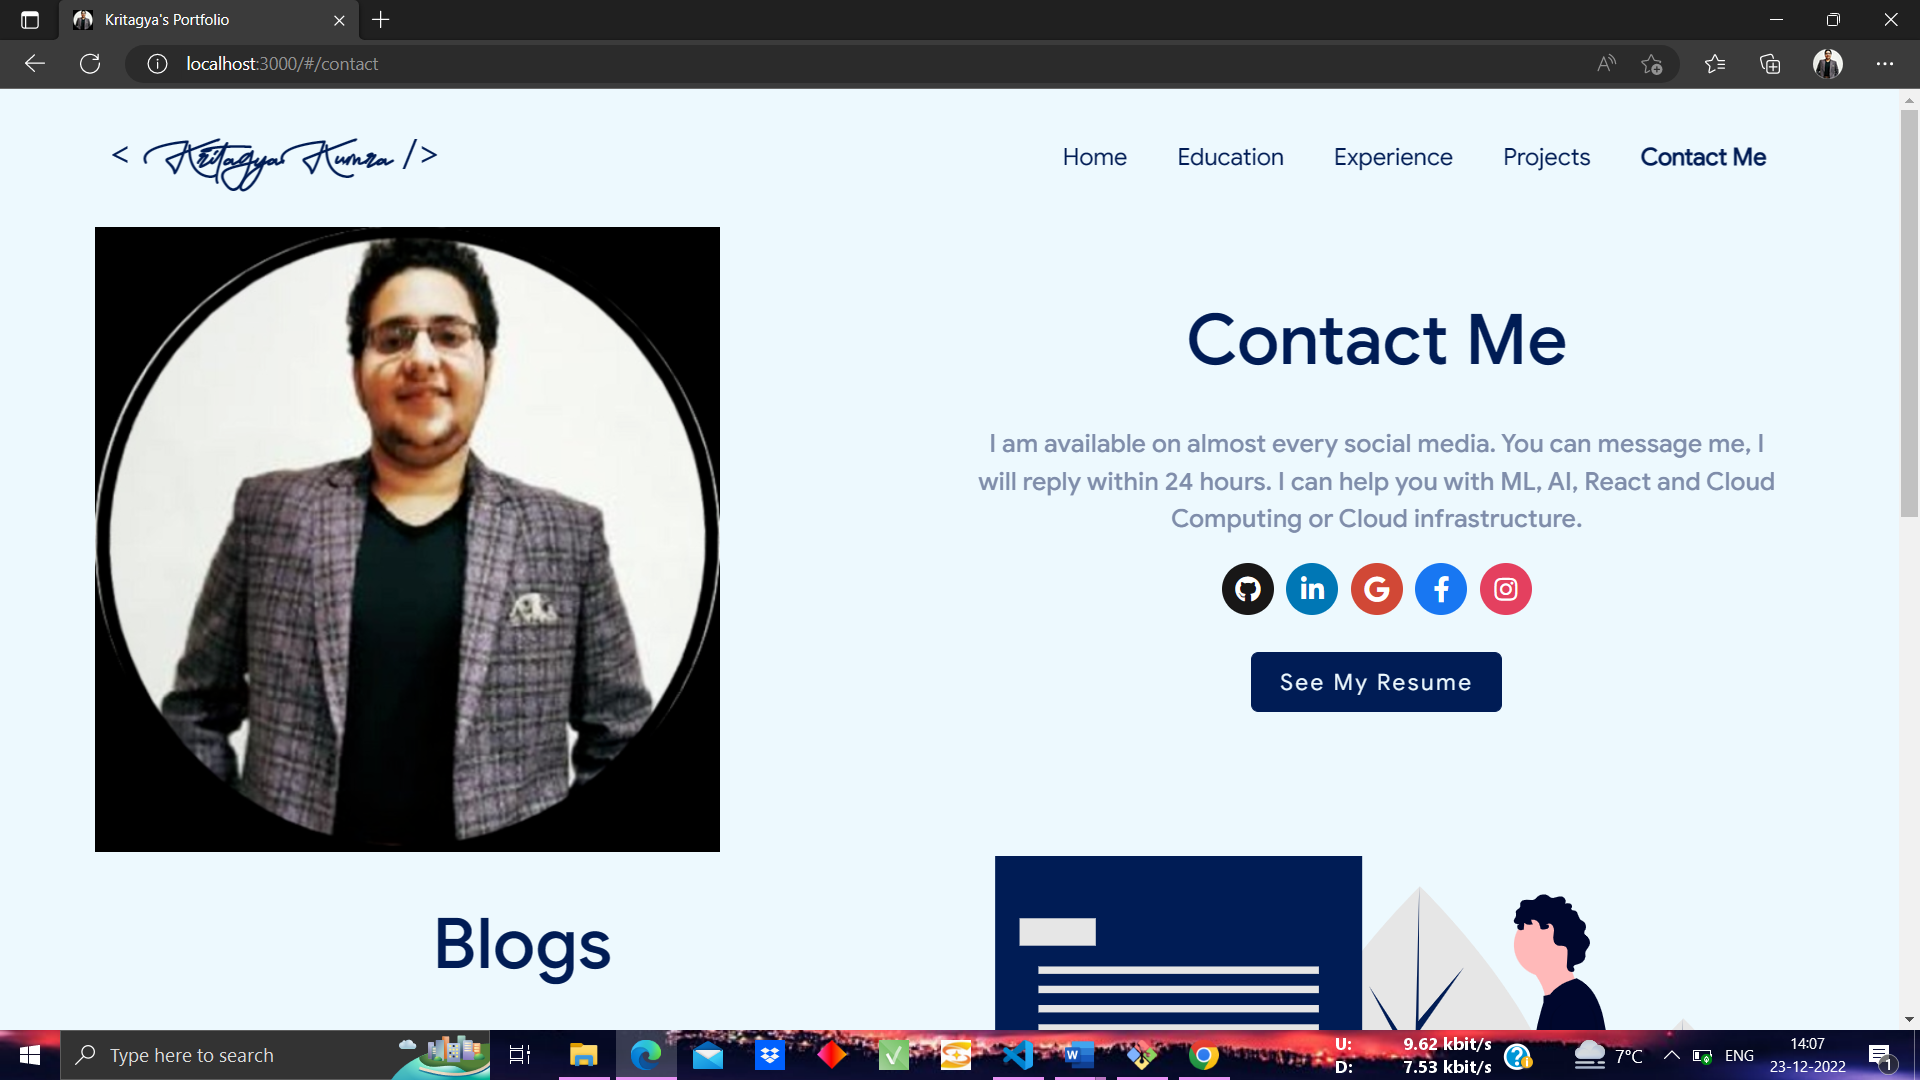 Kritagya's Portfolio
localhost:3000/#/contact
< Kritagya Kumra />
Home Education Experience Projects Contact Me
Contact Me
I am available on almost every social media. You can message me, I
will reply within 24 hours. I can help you with ML, AI, React and Cloud
Computing or Cloud infrastructure.
See My Resume
Blogs
Type here to search
U: 9.62 kbit/s
D: 7.53 kbit/s
7°C
ENG
14:07
23-12-2022
1